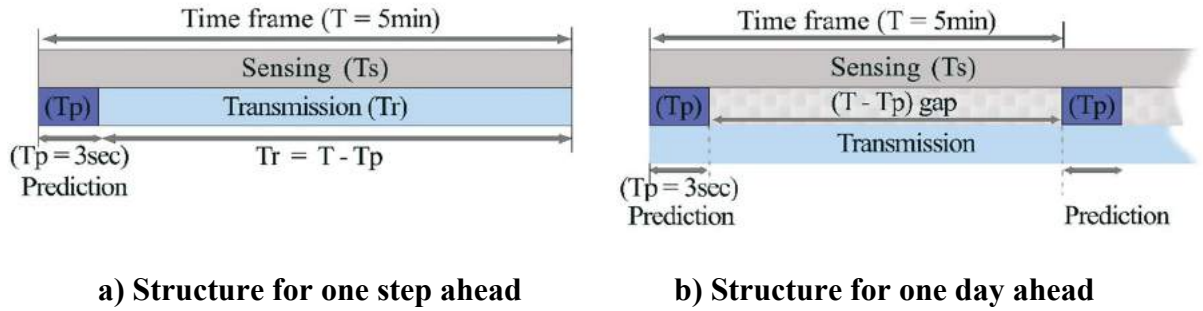 Time frame (T = 5min)
Sensing (Ts)
(Tp)
Transmission (Tr)
(Tp = 3sec)
Prediction
Tr = T - Tp
a) Structure for one step ahead
Time frame (T = 5min)
Sensing (Ts)
(Tp)
(T - Tp) gap
(Tp)
Transmission
(Tp = 3sec)
Prediction
Prediction
b) Structure for one day ahead